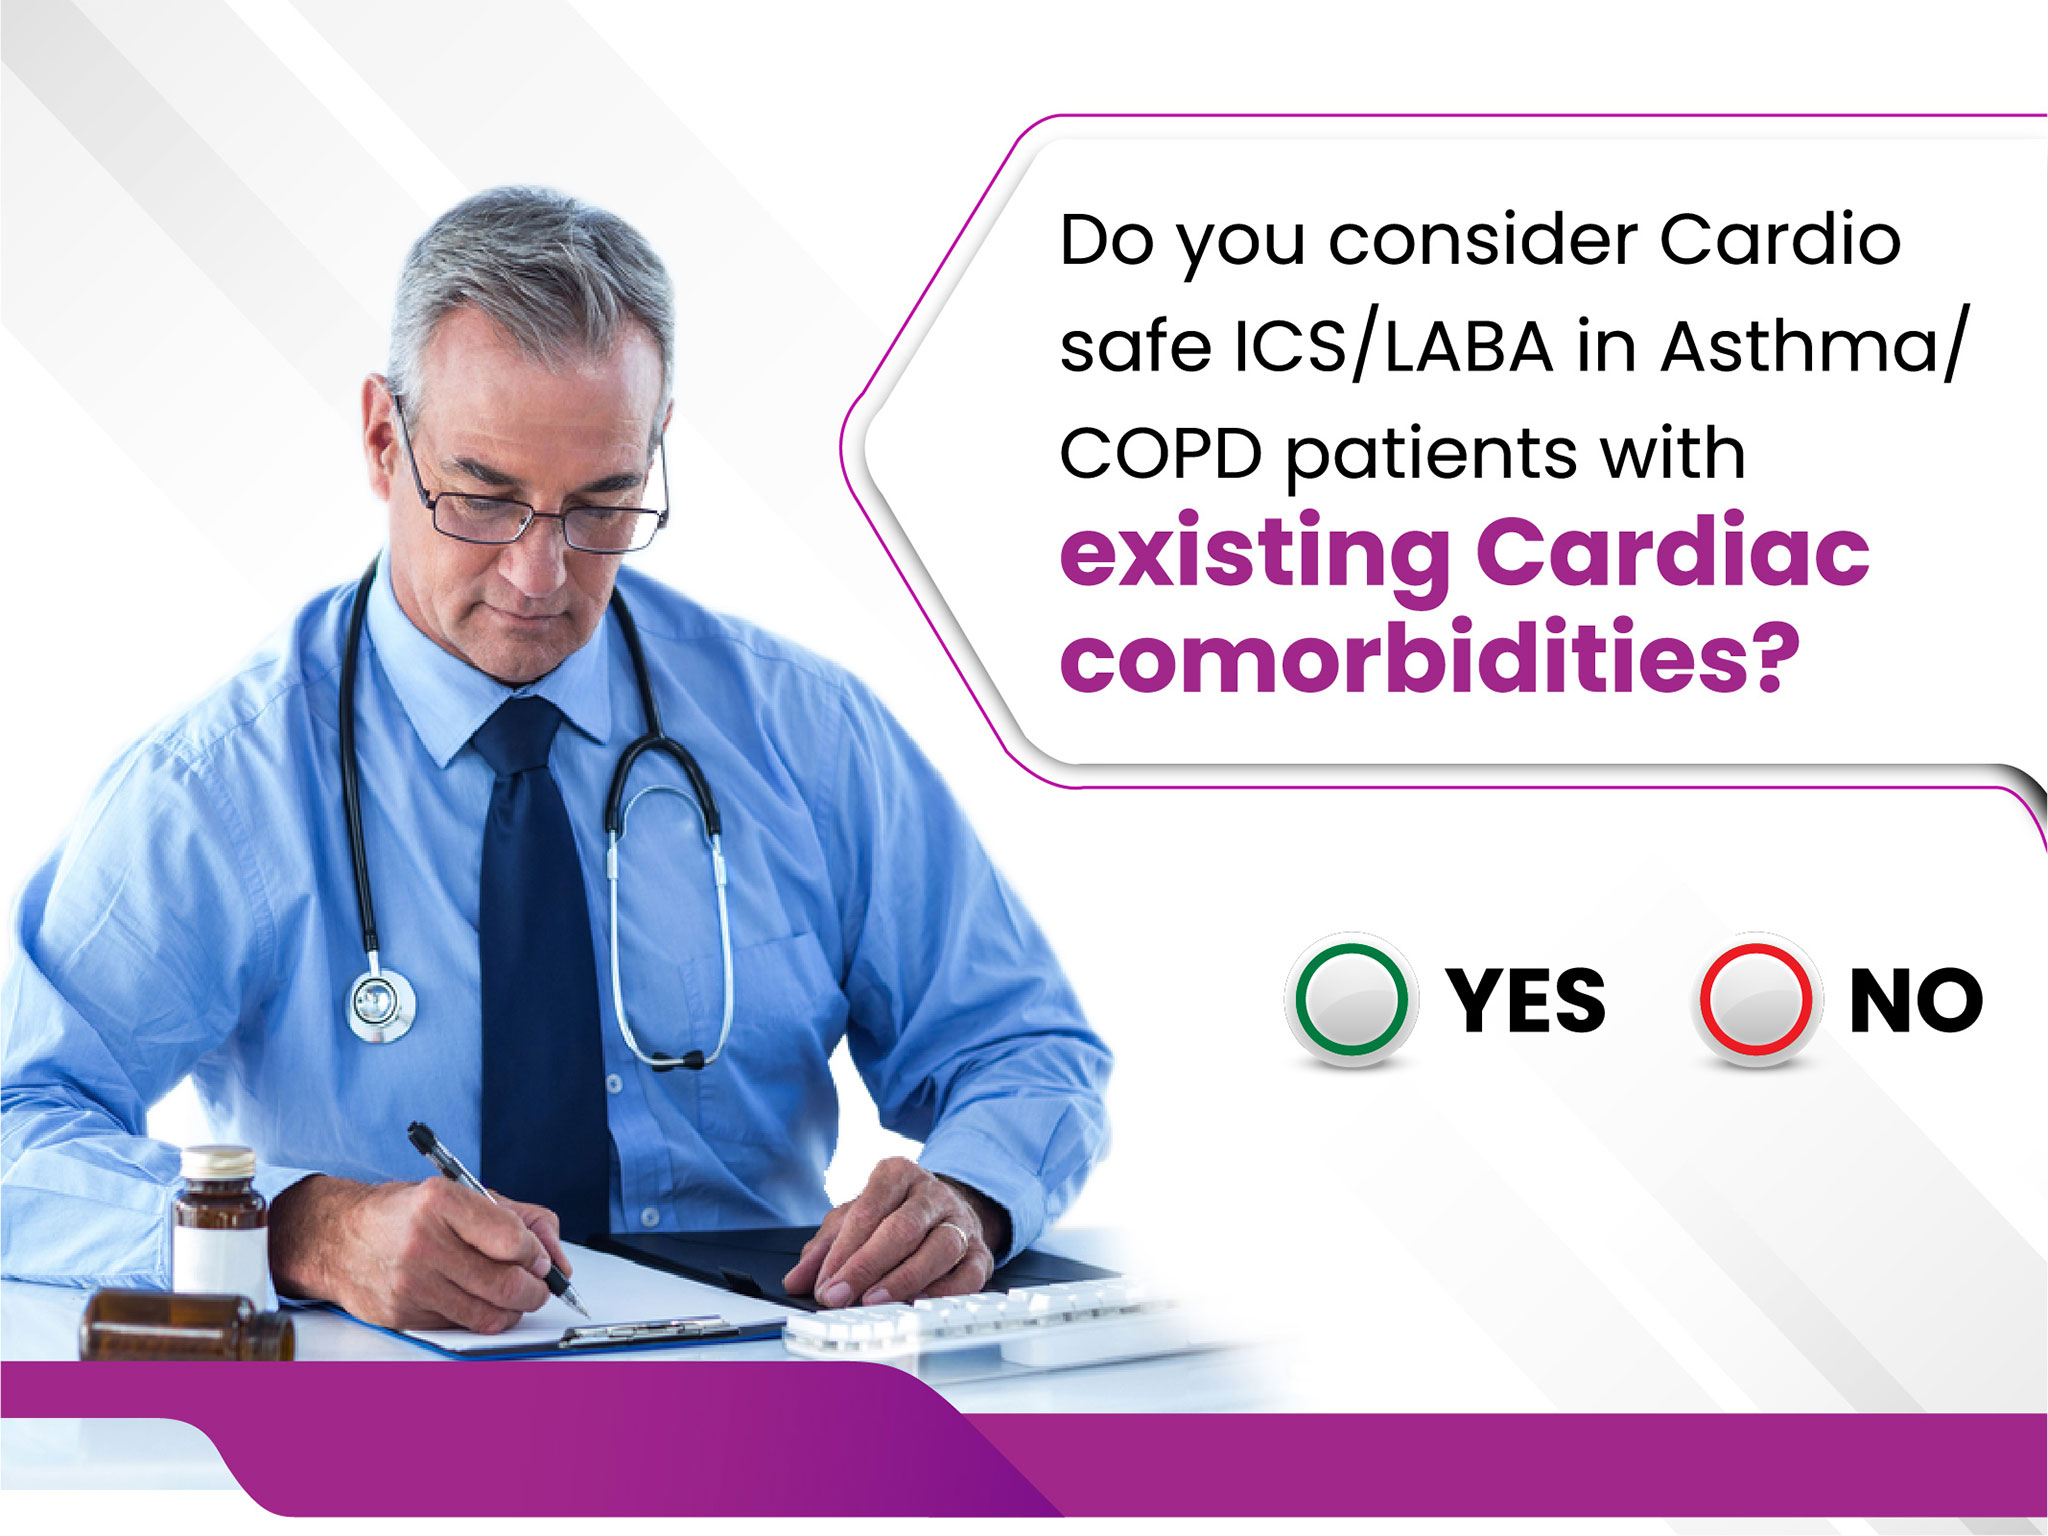 Do you consider Cardio
safe ICS/LABA in Asthma/
COPD patients with
existing Cardiac
comorbidities?
YES
NO